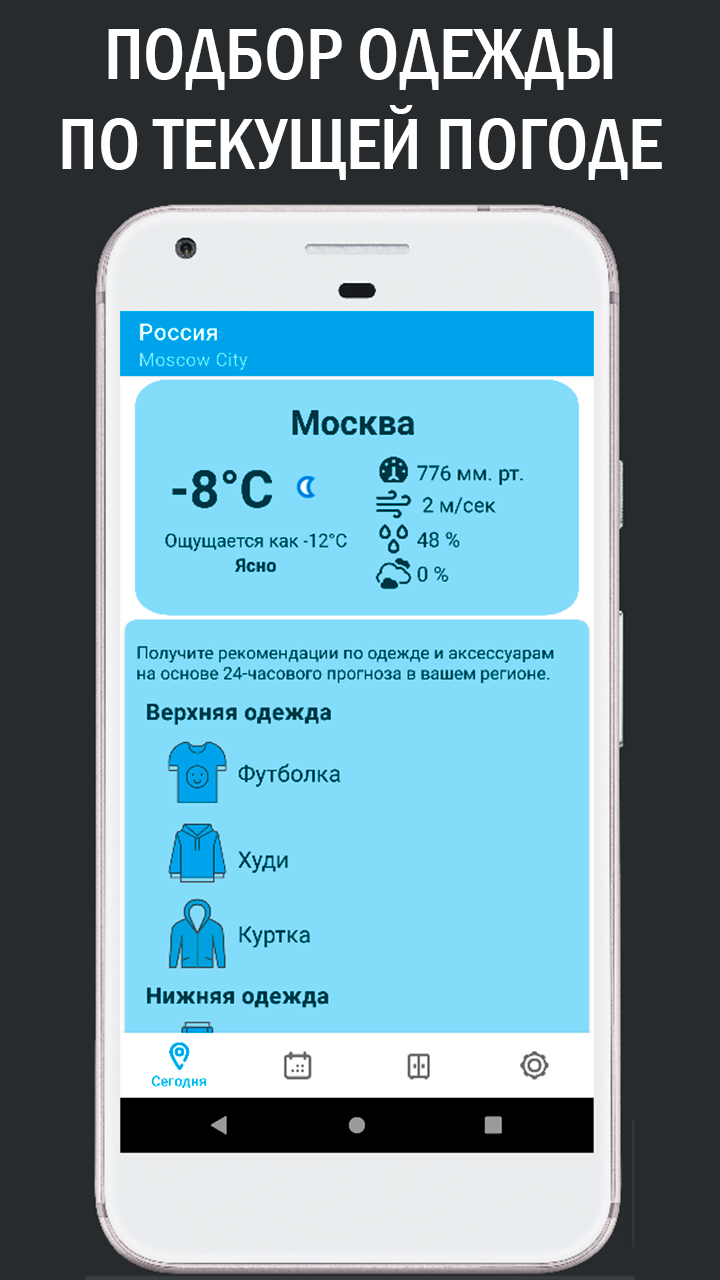 ПОДБОР ОДЕЖДЫ
ПО ТЕКУЩЕЙ ПОГОДЕ
Россия
Moscow City
Москва
-8°C
776 мм. рт.
2 м/сек
Ощущается как -12°C
48 %
Ясно
0 %
Получите рекомендации по одежде и аксессуарам
на основе 24-часового прогноза в вашем регионе.
Верхняя одежда
Футболка
Худи
Куртка
Нижняя одежда
Сегодня